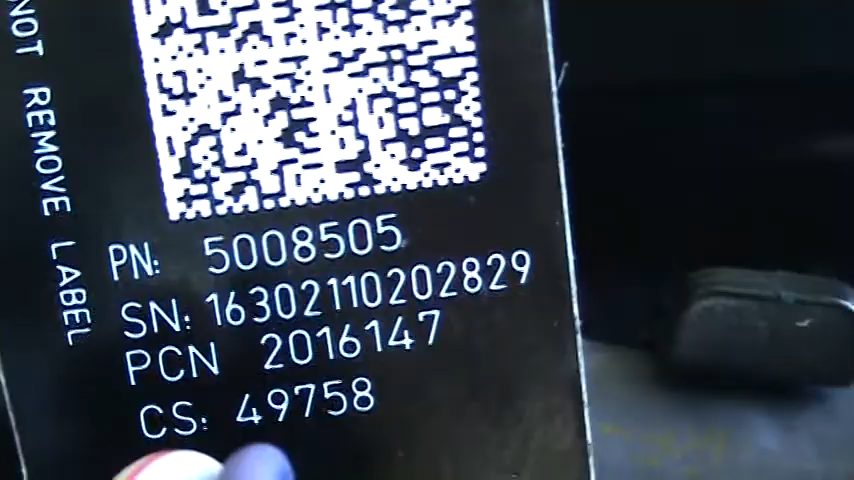 NOT REMOVE LABEL
PN: 5008505
SN: 16302110202829
PCN 2016147
CS: 49758